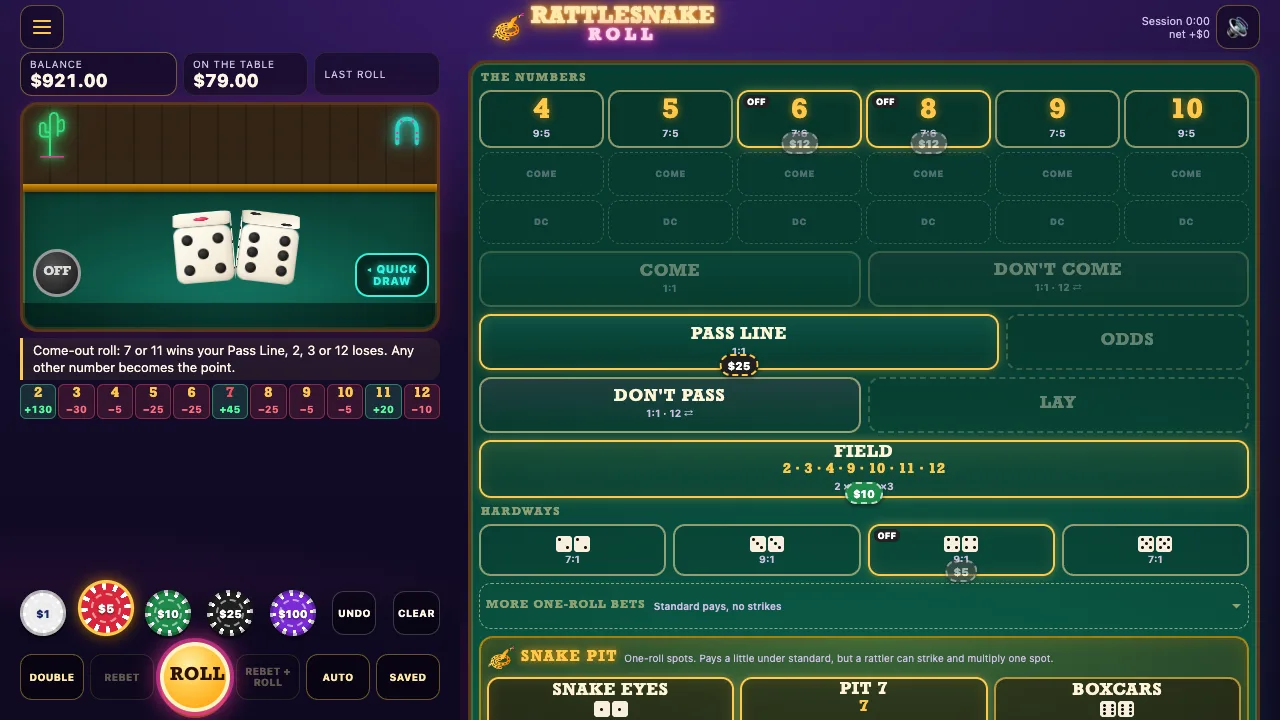 RATTLESNAKE
ROLL
Session 0:00
net +$0
BALANCE
$921.00
ON THE TABLE
$79.00
LAST ROLL
OFF
QUICK
DRAW
Come-out roll: 7 or 11 wins your Pass Line, 2, 3 or 12 loses. Any
other number becomes the point.
2 3 4 5 6 7 8 9 10 11 12
+130 −30 −5 −25 −25 +45 −25 −5 −5 +20 −10
$1 $5 $10 $25 $100 UNDO CLEAR
DOUBLE REBET ROLL REBET +
ROLL AUTO SAVED
THE NUMBERS
4 5 OFF 6 OFF 8 9 10
9:5 7:5 7:6 7:6 7:5 9:5
$12 $12
COME COME COME COME COME COME
DC DC DC DC DC DC
COME
1:1
DON'T COME
1:1 · 12 ⇄
PASS LINE
1:1
$25
ODDS
DON'T PASS
1:1 · 12 ⇄
LAY
FIELD
2 · 3 · 4 · 9 · 10 · 11 · 12
$10
HARDWAYS
OFF
7:1 9:1 9:1 7:1
$5
MORE ONE-ROLL BETS Standard pays, no strikes
SNAKE PIT One-roll spots. Pays a little under standard, but a rattler can strike and multiply one spot.
SNAKE EYES PIT 7 BOXCARS
7